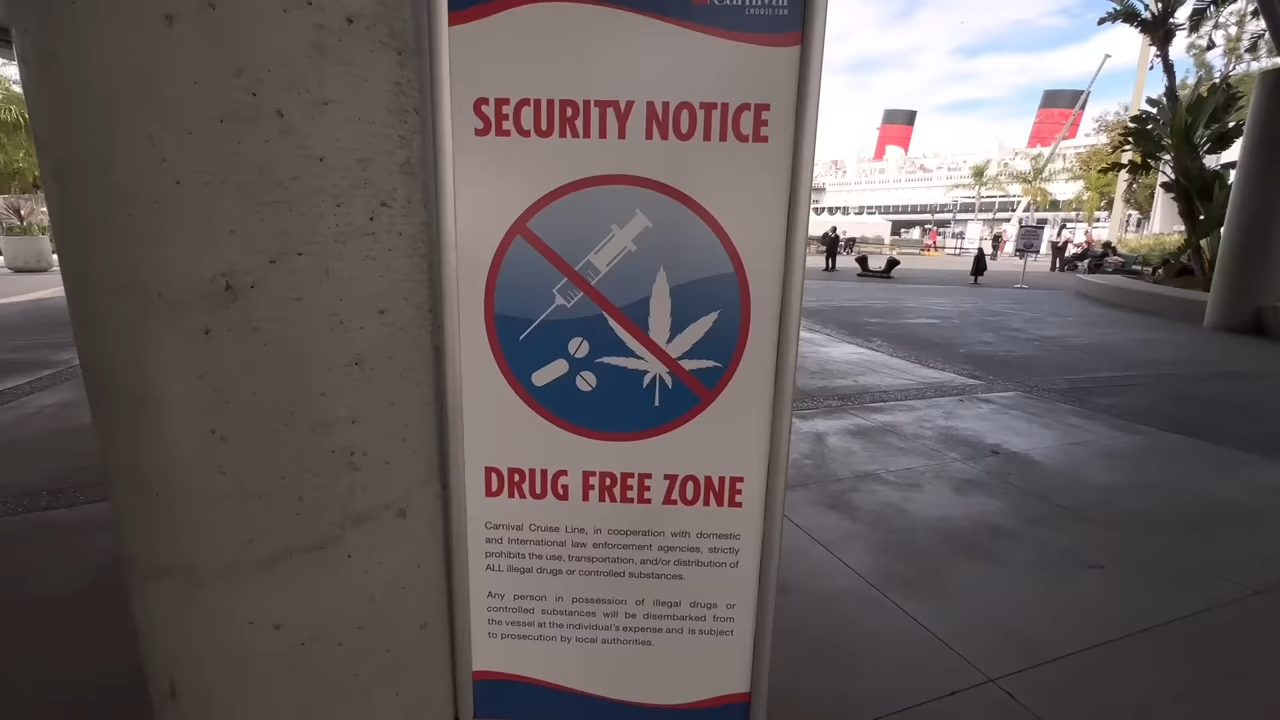 Carnival
CHOOSE FUN
SECURITY NOTICE
DRUG FREE ZONE
Carnival Cruise Line, in cooperation with domestic
and International law enforcement agencies, strictly
prohibits the use, transportation, and/or distribution of
ALL illegal drugs or controlled substances.
Any person in possession of illegal drugs or
controlled substances will be disembarked from
the vessel at the individual's expense and is subject
to prosecution by local authorities.